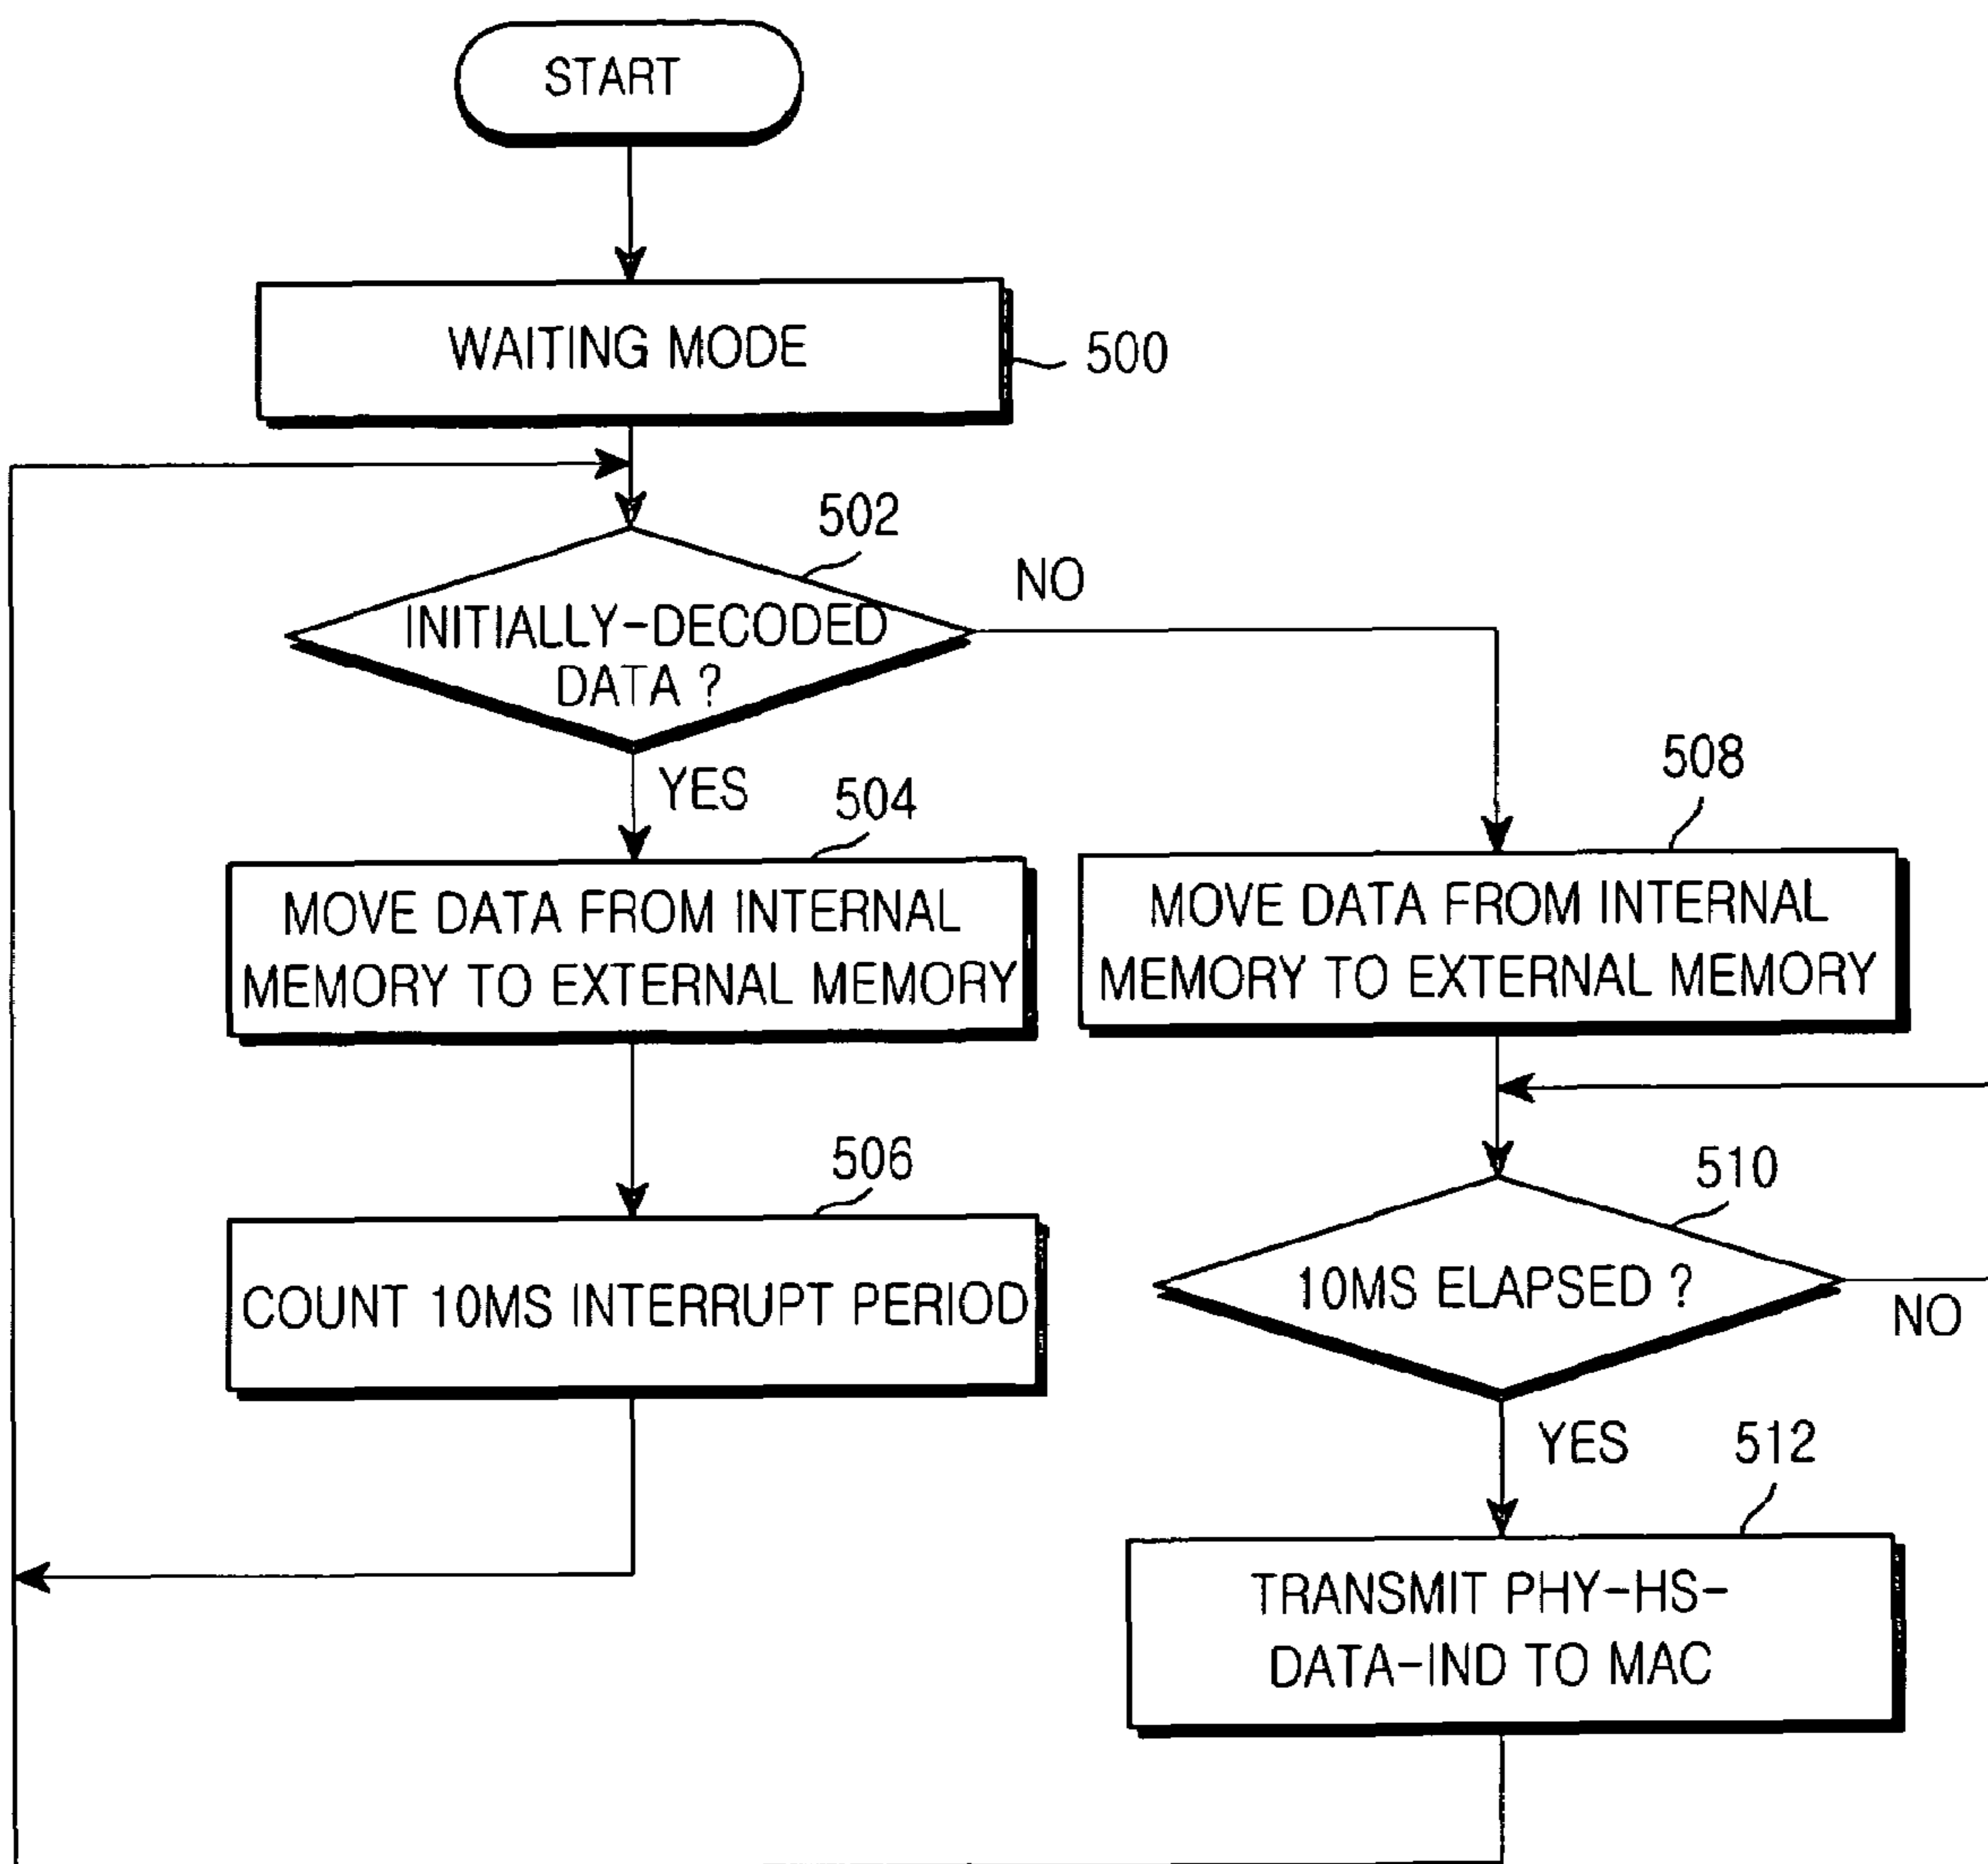 START
WAITING MODE
500
502
NO
INITIALLY-DECODED
DATA ?
YES
504
508
MOVE DATA FROM INTERNAL
MEMORY TO EXTERNAL MEMORY
MOVE DATA FROM INTERNAL
MEMORY TO EXTERNAL MEMORY
506
510
COUNT 10MS INTERRUPT PERIOD
10MS ELAPSED ?
NO
YES
512
TRANSMIT PHY-HS-
DATA-IND TO MAC